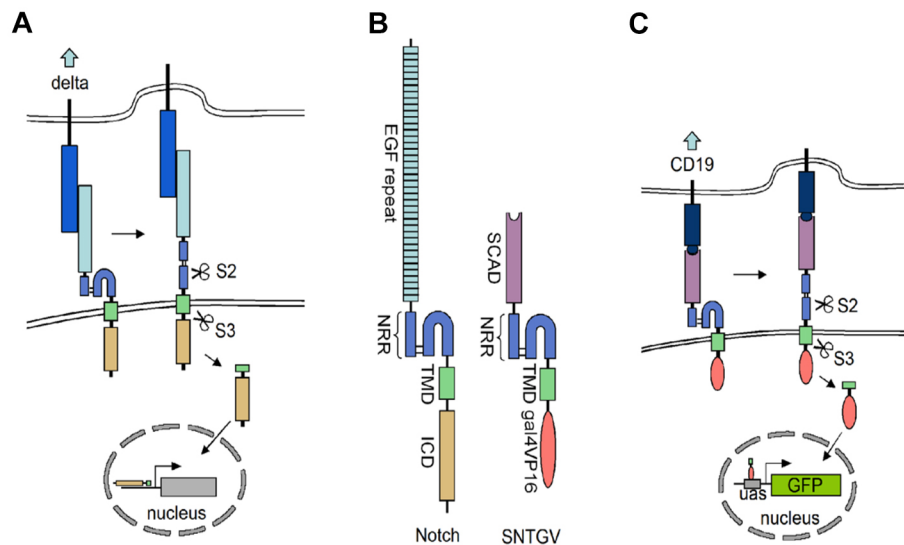 A
delta
S2
S3
nucleus
B
EGF repeat
NRR
TMD
ICD
Notch
SCAD
NRR
TMD
gal4VP16
SNTGV
C
CD19
S2
S3
uas
GFP
nucleus